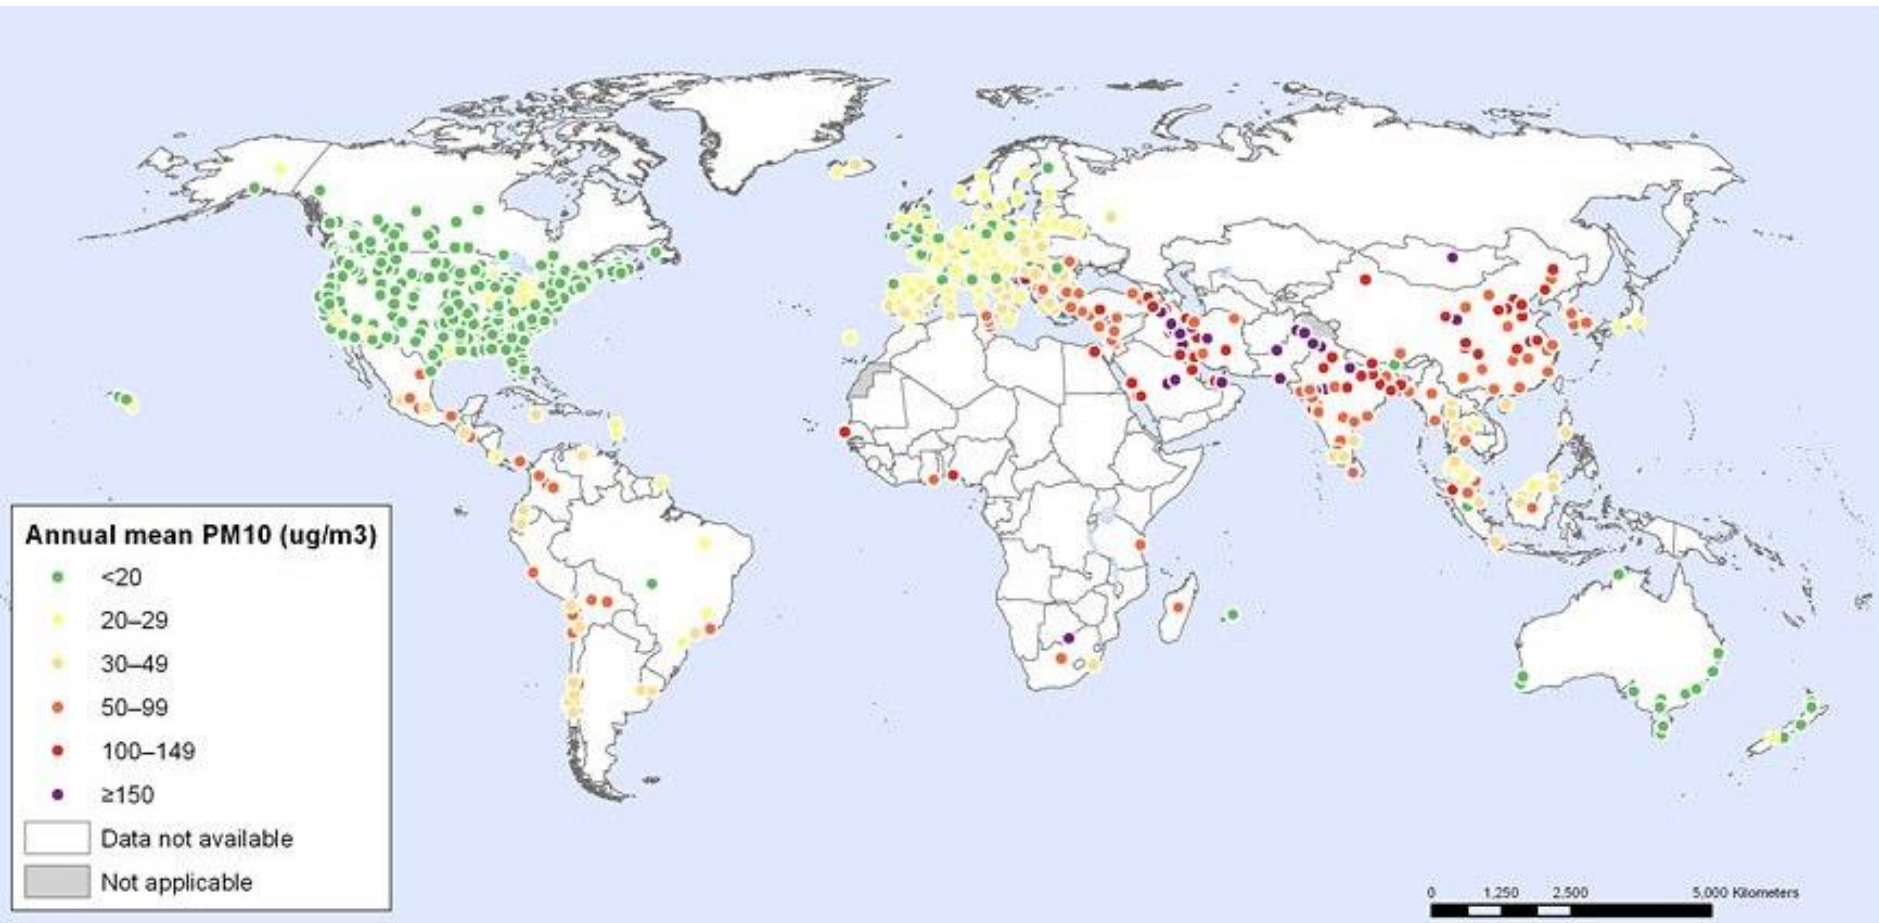 Annual mean PM10 (ug/m3)
<20
20–29
30–49
50–99
100–149
≥150
Data not available
Not applicable
0 1,250 2,500 5,000 Kilometers